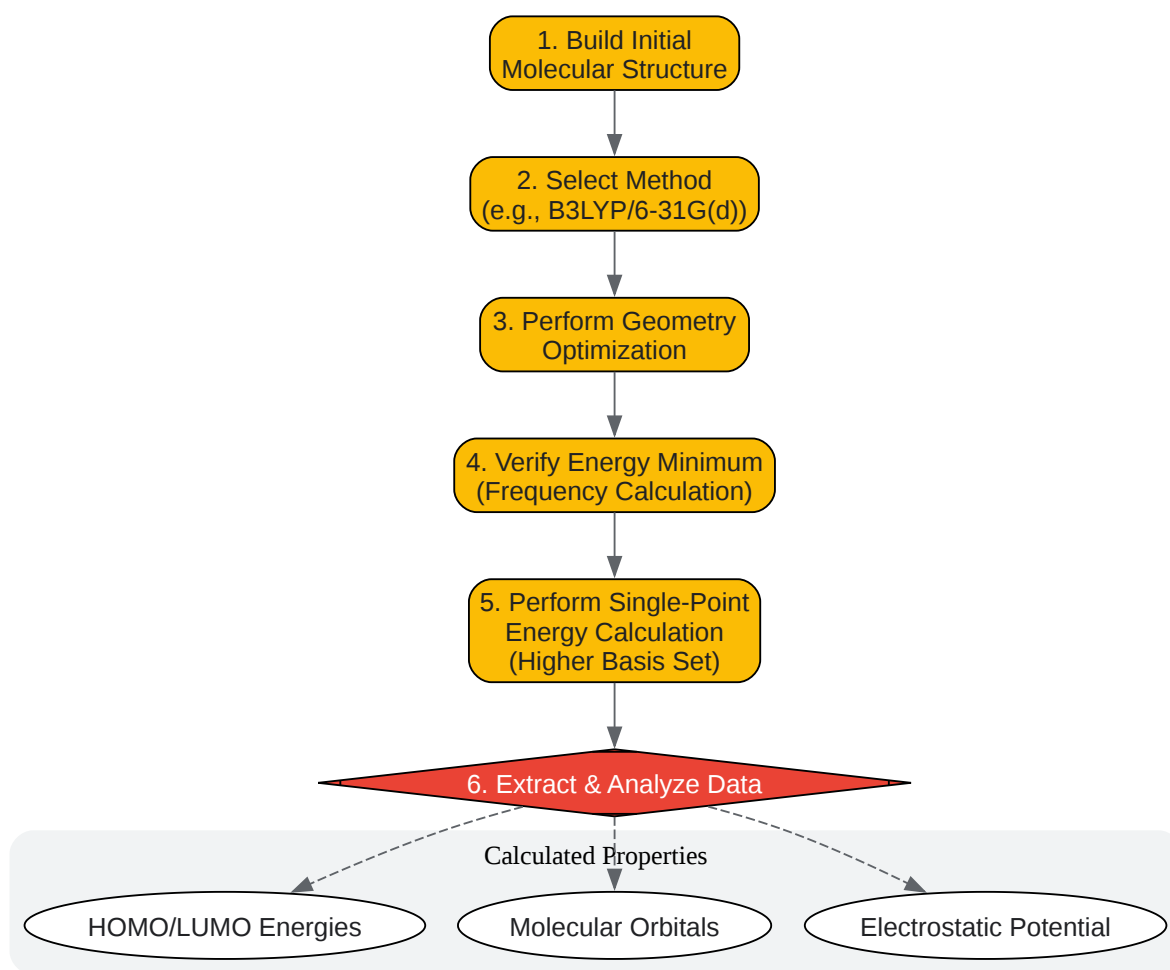 1. Build Initial
Molecular Structure
2. Select Method
(e.g., B3LYP/6-31G(d))
3. Perform Geometry
Optimization
4. Verify Energy Minimum
(Frequency Calculation)
5. Perform Single-Point
Energy Calculation
(Higher Basis Set)
6. Extract & Analyze Data
Calculated Properties
HOMO/LUMO Energies
Molecular Orbitals
Electrostatic Potential